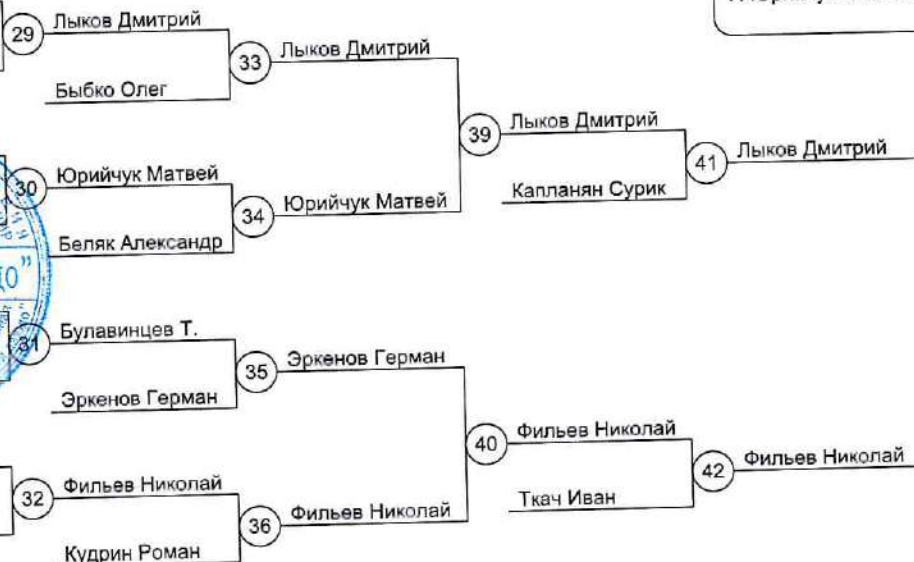 29 Лыков Дмитрий
Быбко Олег
33 Лыков Дмитрий
30 Юрийчук Матвей
Беляк Александр
34 Юрийчук Матвей
39 Лыков Дмитрий
Капланян Сурик
41 Лыков Дмитрий
31 Булавинцев Т.
Эркенов Герман
35 Эркенов Герман
32 Фильев Николай
Кудрин Роман
36 Фильев Николай
40 Фильев Николай
Ткач Иван
42 Фильев Николай